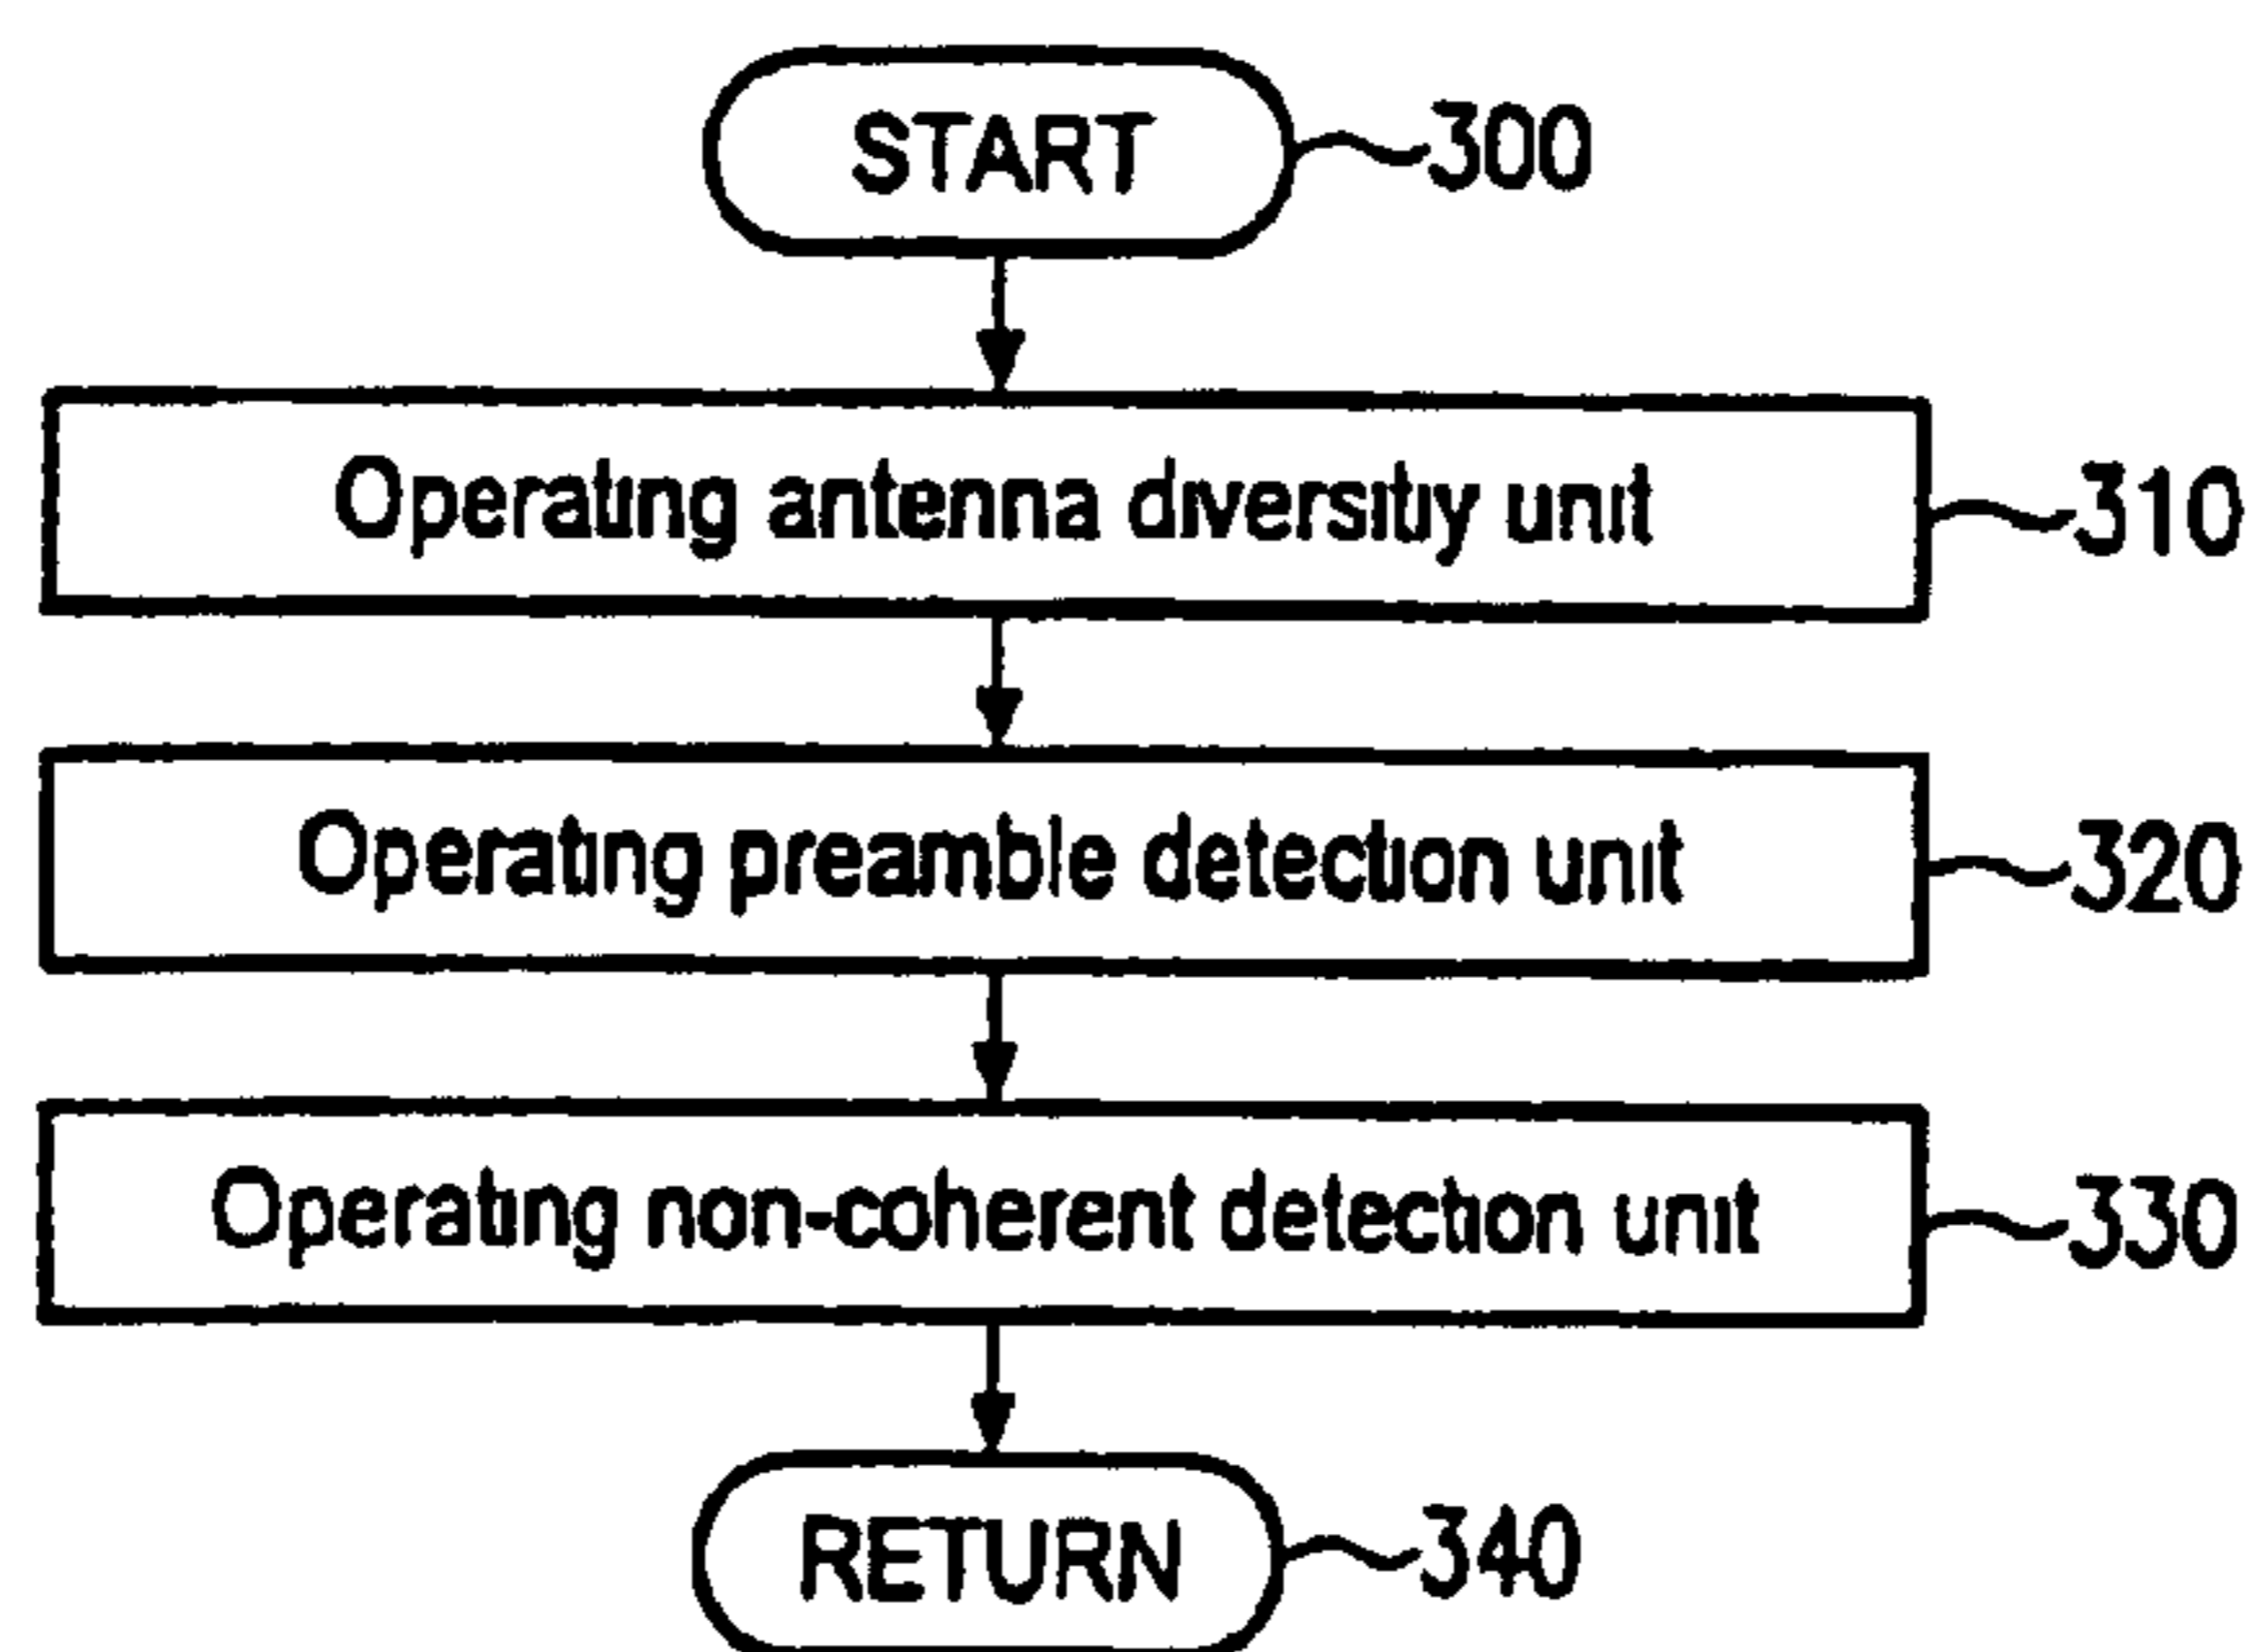 START 300
Operating antenna diversity unit 310
Operating preamble detection unit 320
Operating non-coherent detection unit 330
RETURN 340